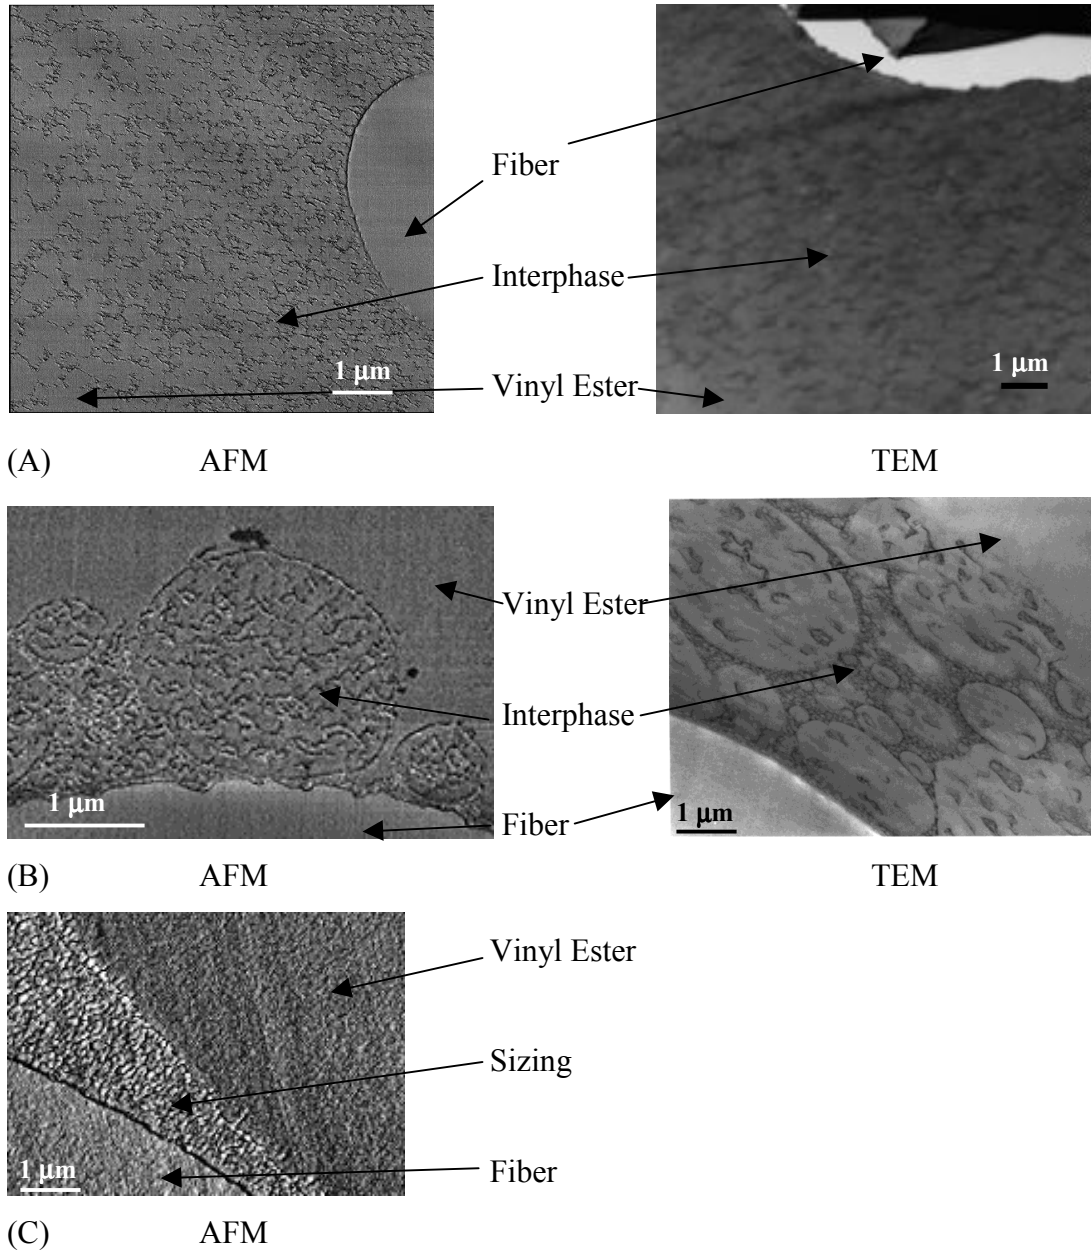 Fiber
Interphase
1 μm
1 μm
Vinyl Ester
(A) AFM TEM
Vinyl Ester
Interphase
1 μm
Fiber
1 μm
(B) AFM TEM
Vinyl Ester
Sizing
1 μm
Fiber
(C) AFM